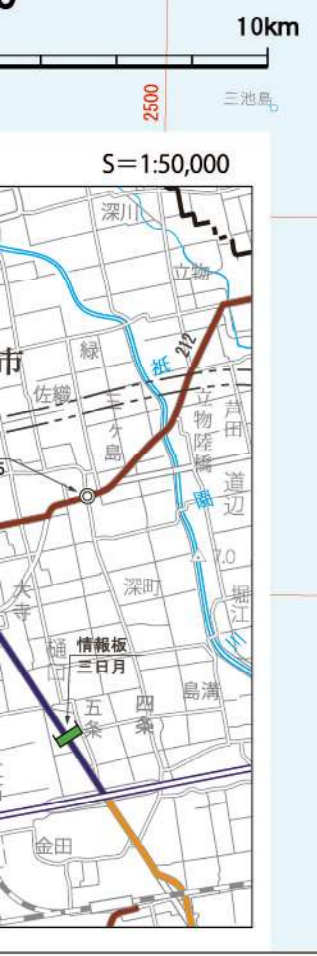 10km
2500
三池島
S=1:50,000
深川
立物
212
緑
祇
市
佐織
三ケ島
立物陸橋
芦田
道辺
園
7.0
大寺
深町
堀江
川
樋口
情報板
三日月
島溝
五条
四条
金田